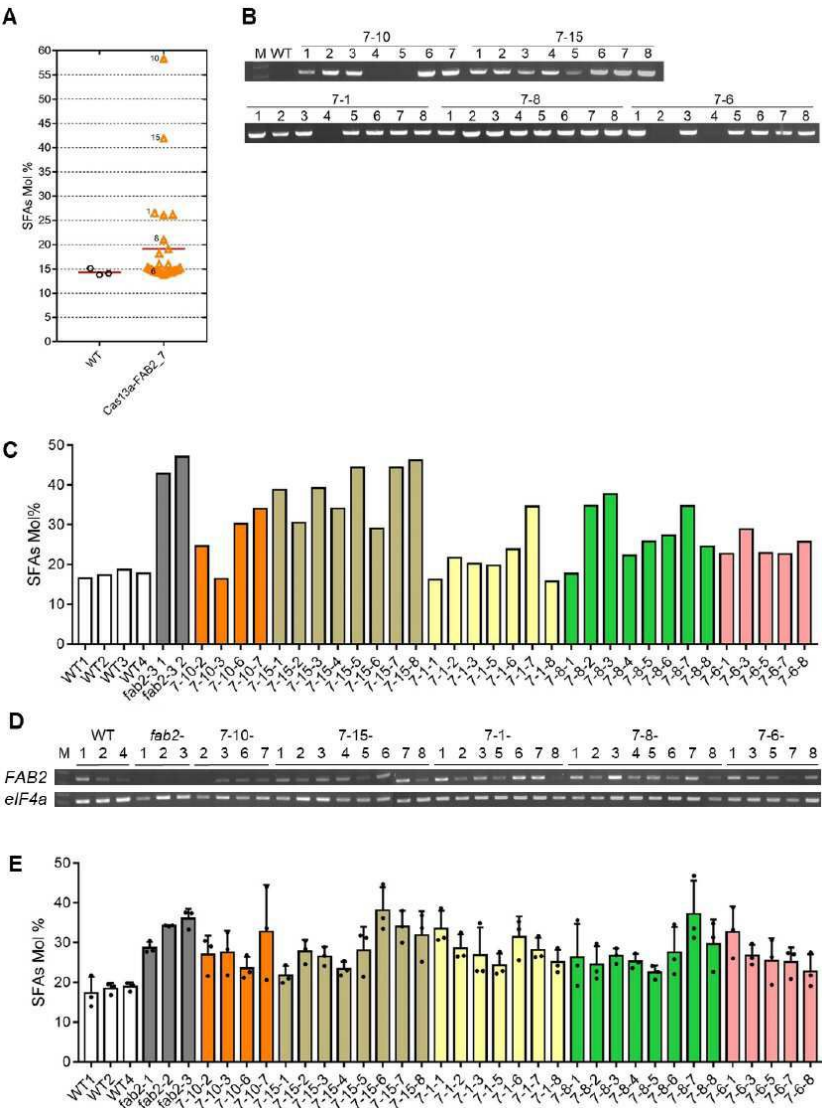 A
SFAs Mol %
60
55
50
45
40
35
30
25
20
15
10
5
0
10
15
1
8
6
WT
Cas13a-FAB2_7
B
7-10 7-15
M WT 1 2 3 4 5 6 7 1 2 3 4 5 6 7 8
7-1 7-8 7-6
1 2 3 4 5 6 7 8 1 2 3 4 5 6 7 8 1 2 3 4 5 6 7 8
C
SFAs Mol%
50
40
30
20
10
0
WT1 WT2 WT3 WT4 fab2-3 1 fab2-3 2 7-10-2 7-10-3 7-10-6 7-10-7 7-15-1 7-15-2 7-15-3 7-15-4 7-15-5 7-15-6 7-15-7 7-15-8 7-1-1 7-1-2 7-1-3 7-1-5 7-1-6 7-1-7 7-1-8 7-8-1 7-8-2 7-8-3 7-8-4 7-8-5 7-8-6 7-8-7 7-8-8 7-6-1 7-6-3 7-6-5 7-6-7 7-6-8
D
WT fab2- 7-10- 7-15- 7-1- 7-8- 7-6-
M 1 2 4 1 2 3 2 3 6 7 1 2 3 4 5 6 7 8 1 2 3 5 6 7 8 1 2 3 4 5 6 7 8 1 3 5 7 8
FAB2
eIF4a
E
SFAs Mol %
50
40
30
20
10
0
WT1 WT2 WT4 fab2-1 fab2-2 fab2-3 7-10-2 7-10-3 7-10-6 7-10-7 7-15-1 7-15-2 7-15-3 7-15-4 7-15-5 7-15-6 7-15-7 7-15-8 7-1-1 7-1-2 7-1-3 7-1-5 7-1-6 7-1-7 7-1-8 7-8-1 7-8-2 7-8-3 7-8-4 7-8-5 7-8-6 7-8-7 7-8-8 7-6-1 7-6-3 7-6-5 7-6-7 7-6-8